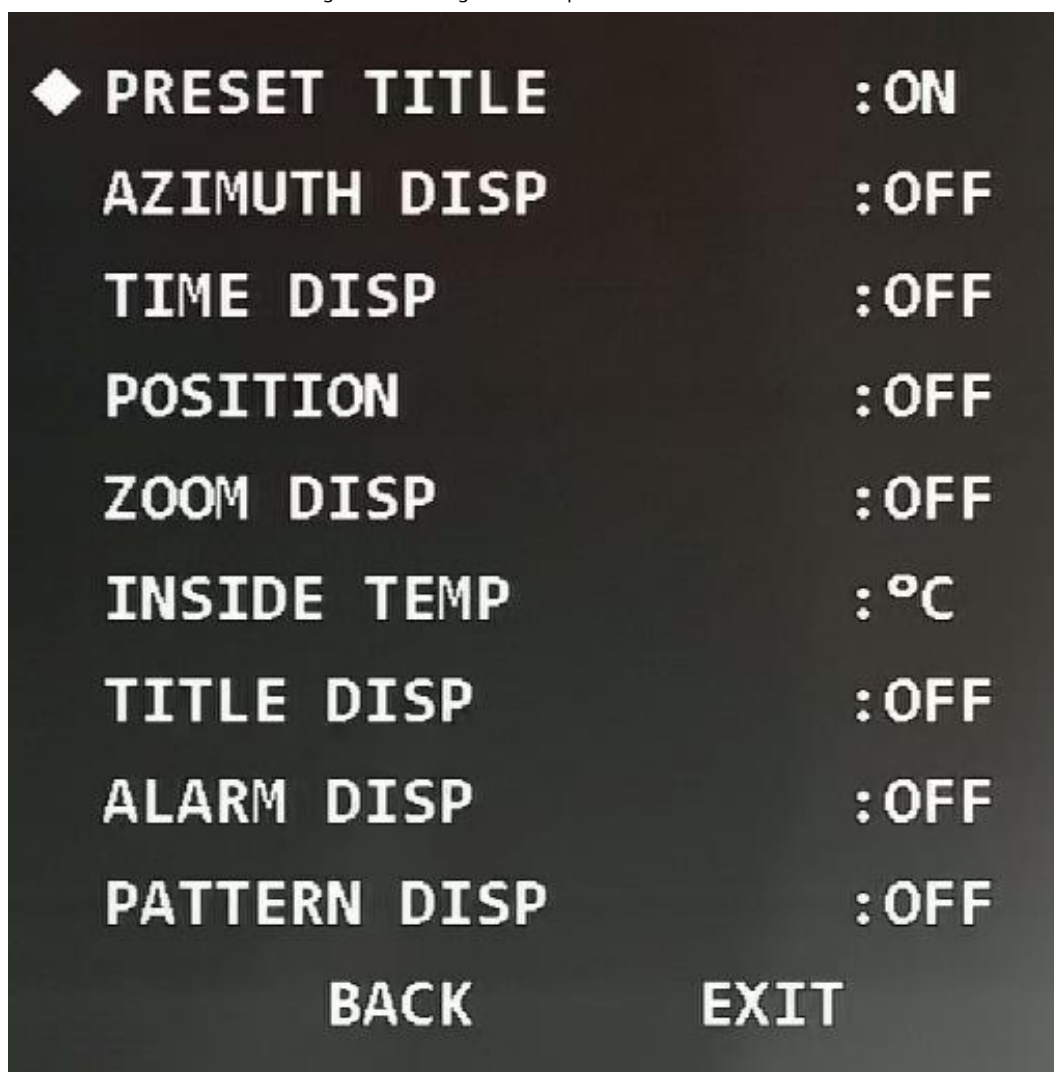 ◆ PRESET TITLE :ON
AZIMUTH DISP :OFF
TIME DISP :OFF
POSITION :OFF
ZOOM DISP :OFF
INSIDE TEMP :°C
TITLE DISP :OFF
ALARM DISP :OFF
PATTERN DISP :OFF
BACK EXIT